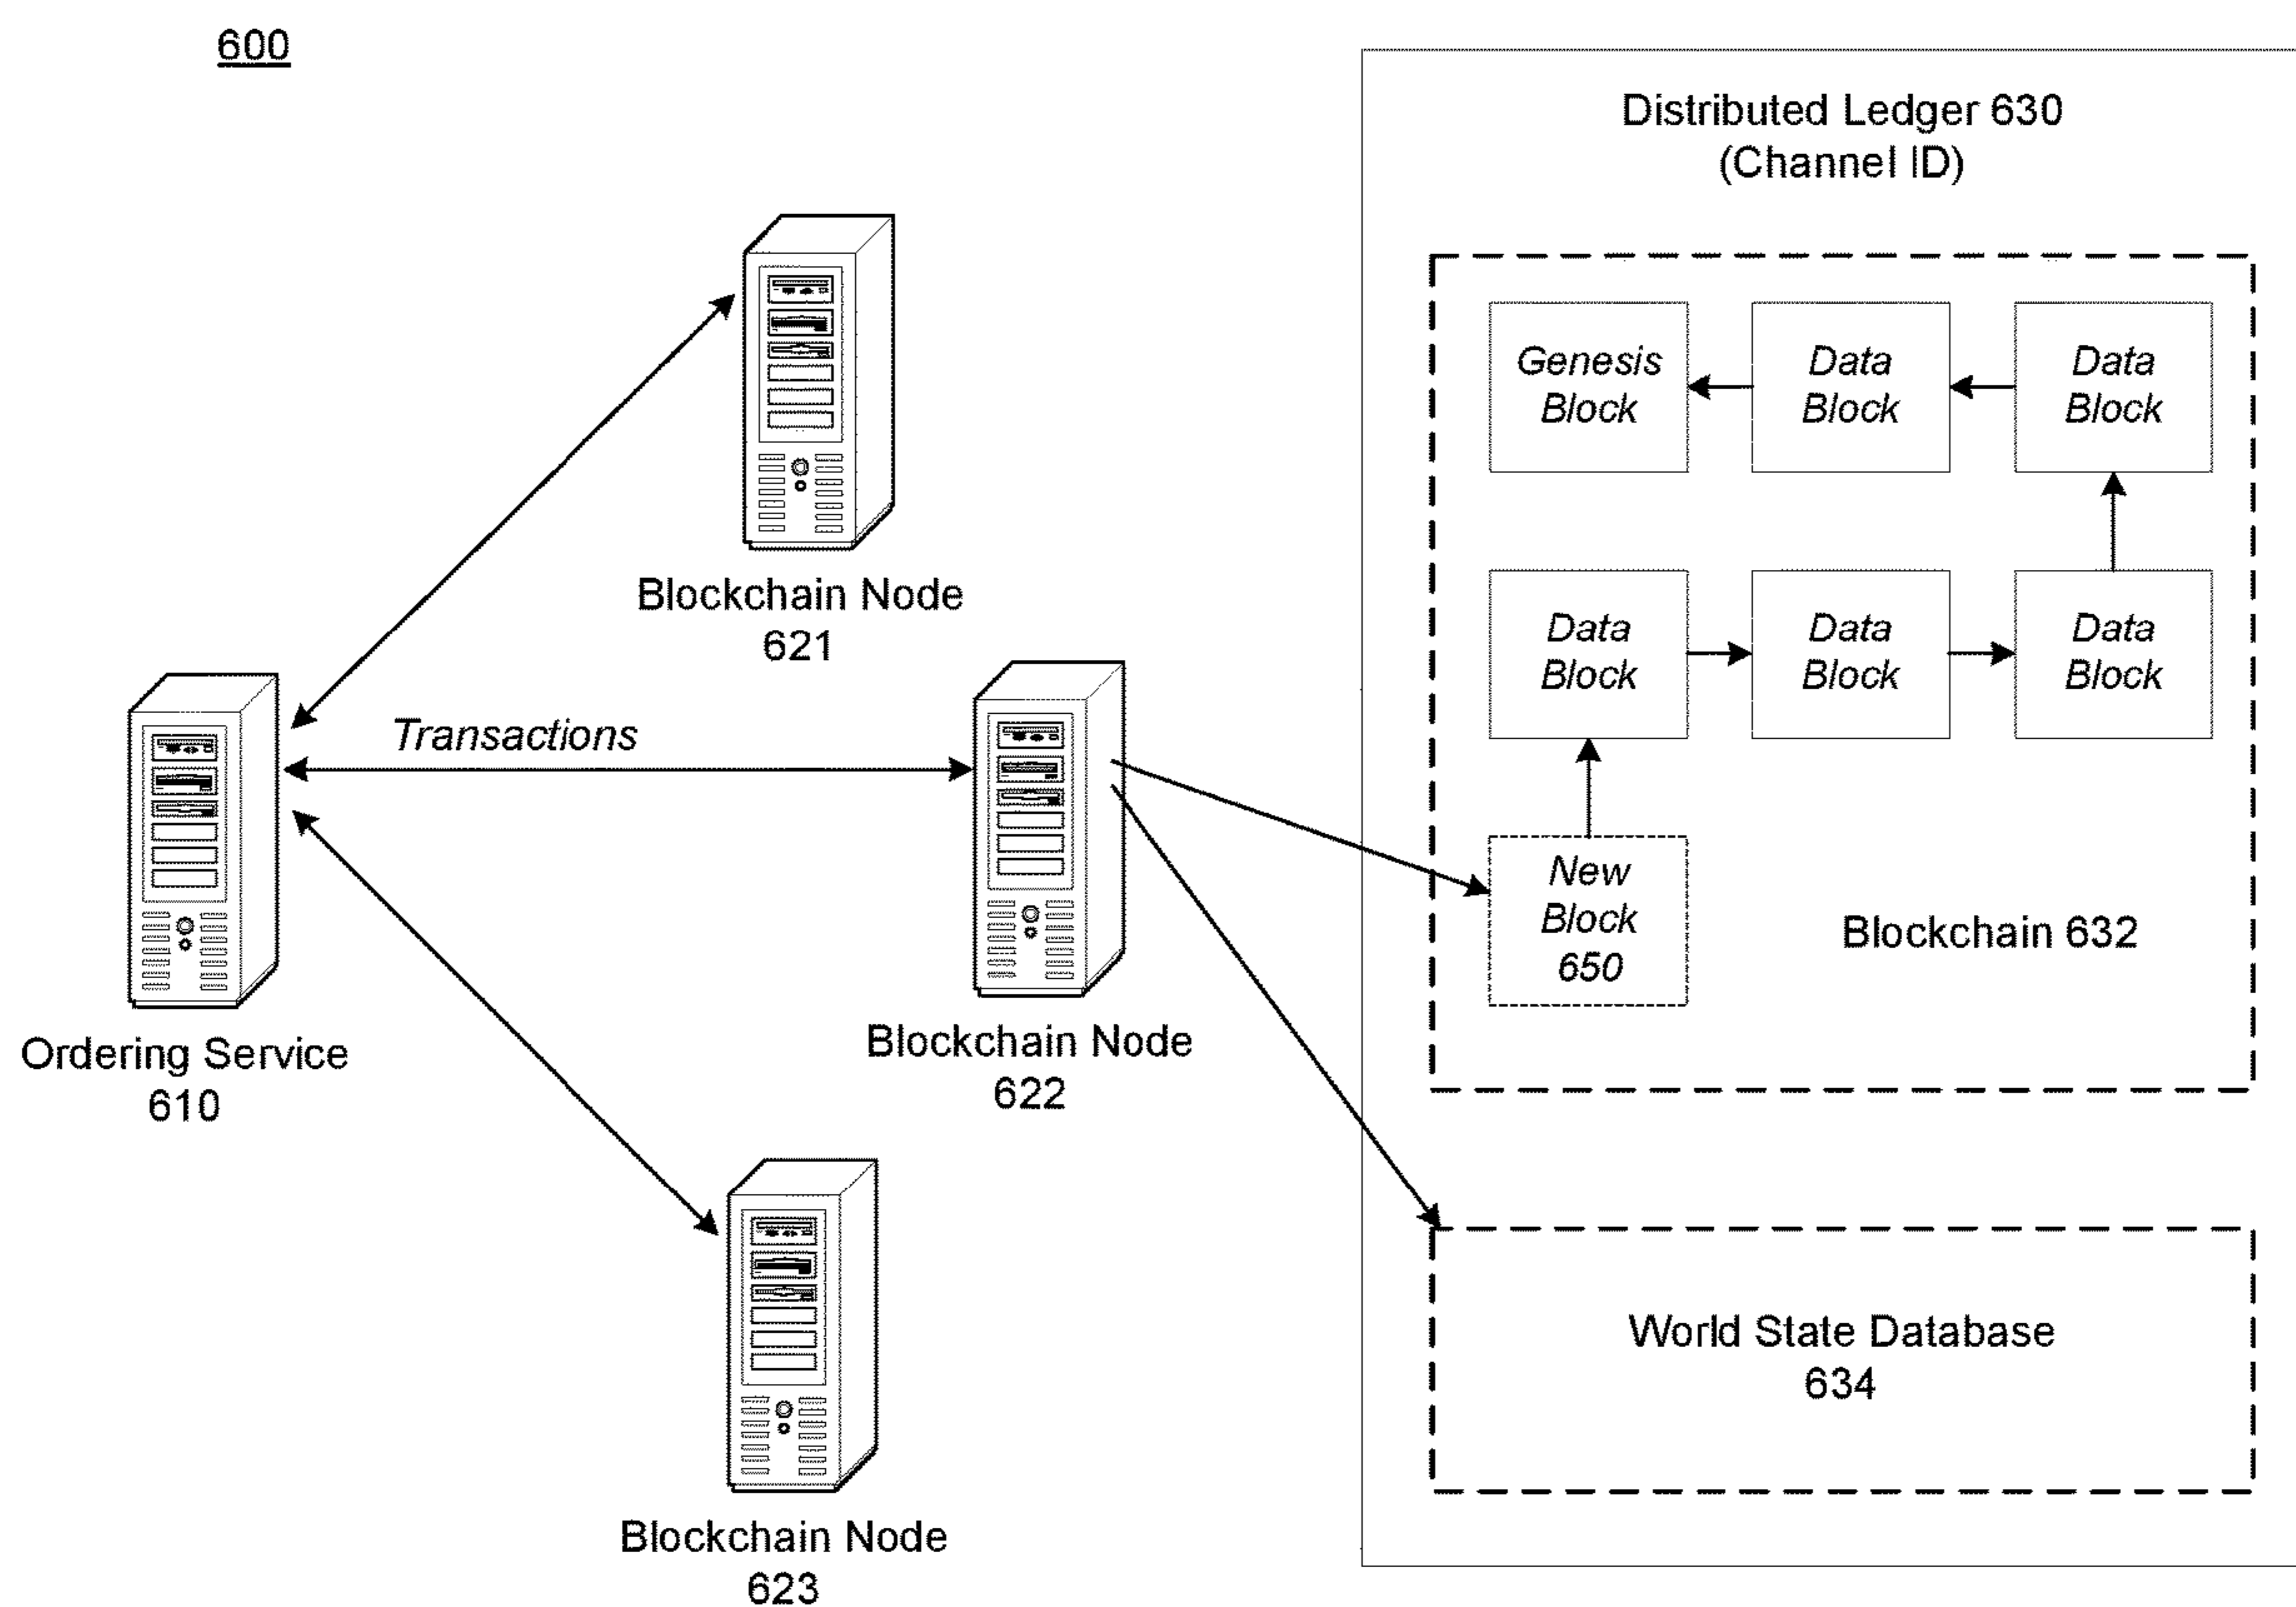 600
Distributed Ledger 630
(Channel ID)
Genesis
Block
Data
Block
Data
Block
Blockchain Node
621
Data
Block
Data
Block
Data
Block
Transactions
New
Block
650
Blockchain 632
Ordering Service
610
Blockchain Node
622
World State Database
634
Blockchain Node
623